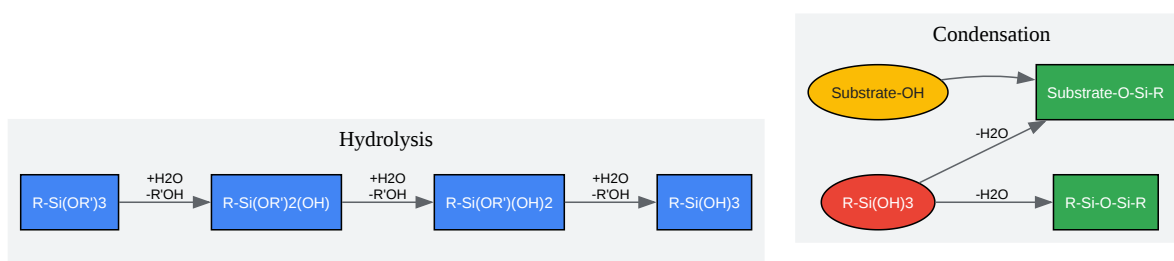 Hydrolysis
R-Si(OR')3
+H2O
-R'OH
R-Si(OR')2(OH)
+H2O
-R'OH
R-Si(OR')(OH)2
+H2O
-R'OH
R-Si(OH)3
Condensation
Substrate-OH
Substrate-O-Si-R
-H2O
R-Si(OH)3
-H2O
R-Si-O-Si-R